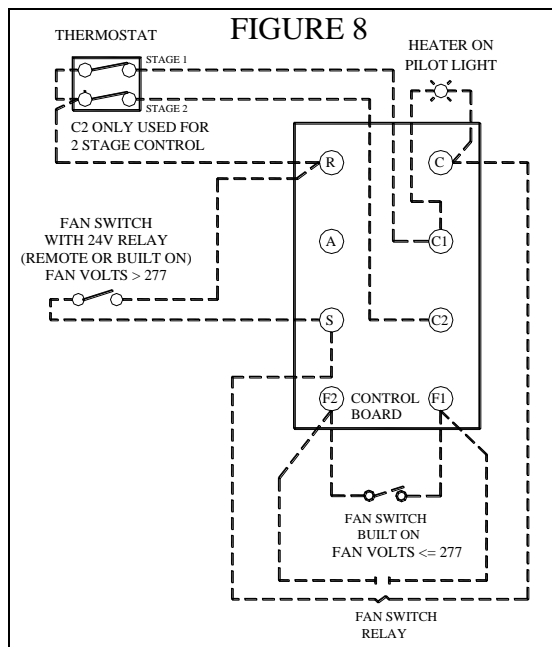 FIGURE 8
THERMOSTAT
STAGE 1
STAGE 2
C2 ONLY USED FOR
2 STAGE CONTROL
HEATER ON
PILOT LIGHT
R
C
FAN SWITCH
WITH 24V RELAY
(REMOTE OR BUILT ON)
FAN VOLTS > 277
A
C1
S
C2
F2
CONTROL
BOARD
F1
FAN SWITCH
BUILT ON
FAN VOLTS <= 277
FAN SWITCH
RELAY